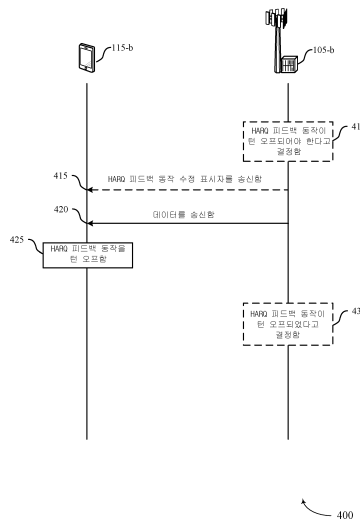 115-b
105-b
HARQ 피드백 동작이
턴 오프되어야 한다고
결정함
41
415
HARQ 피드백 동작 수정 표시자를 송신함
420
데이터를 송신함
425
HARQ 피드백 동작을
턴 오프함
HARQ 피드백 동작이
턴 오프되었다고
결정함
43
400